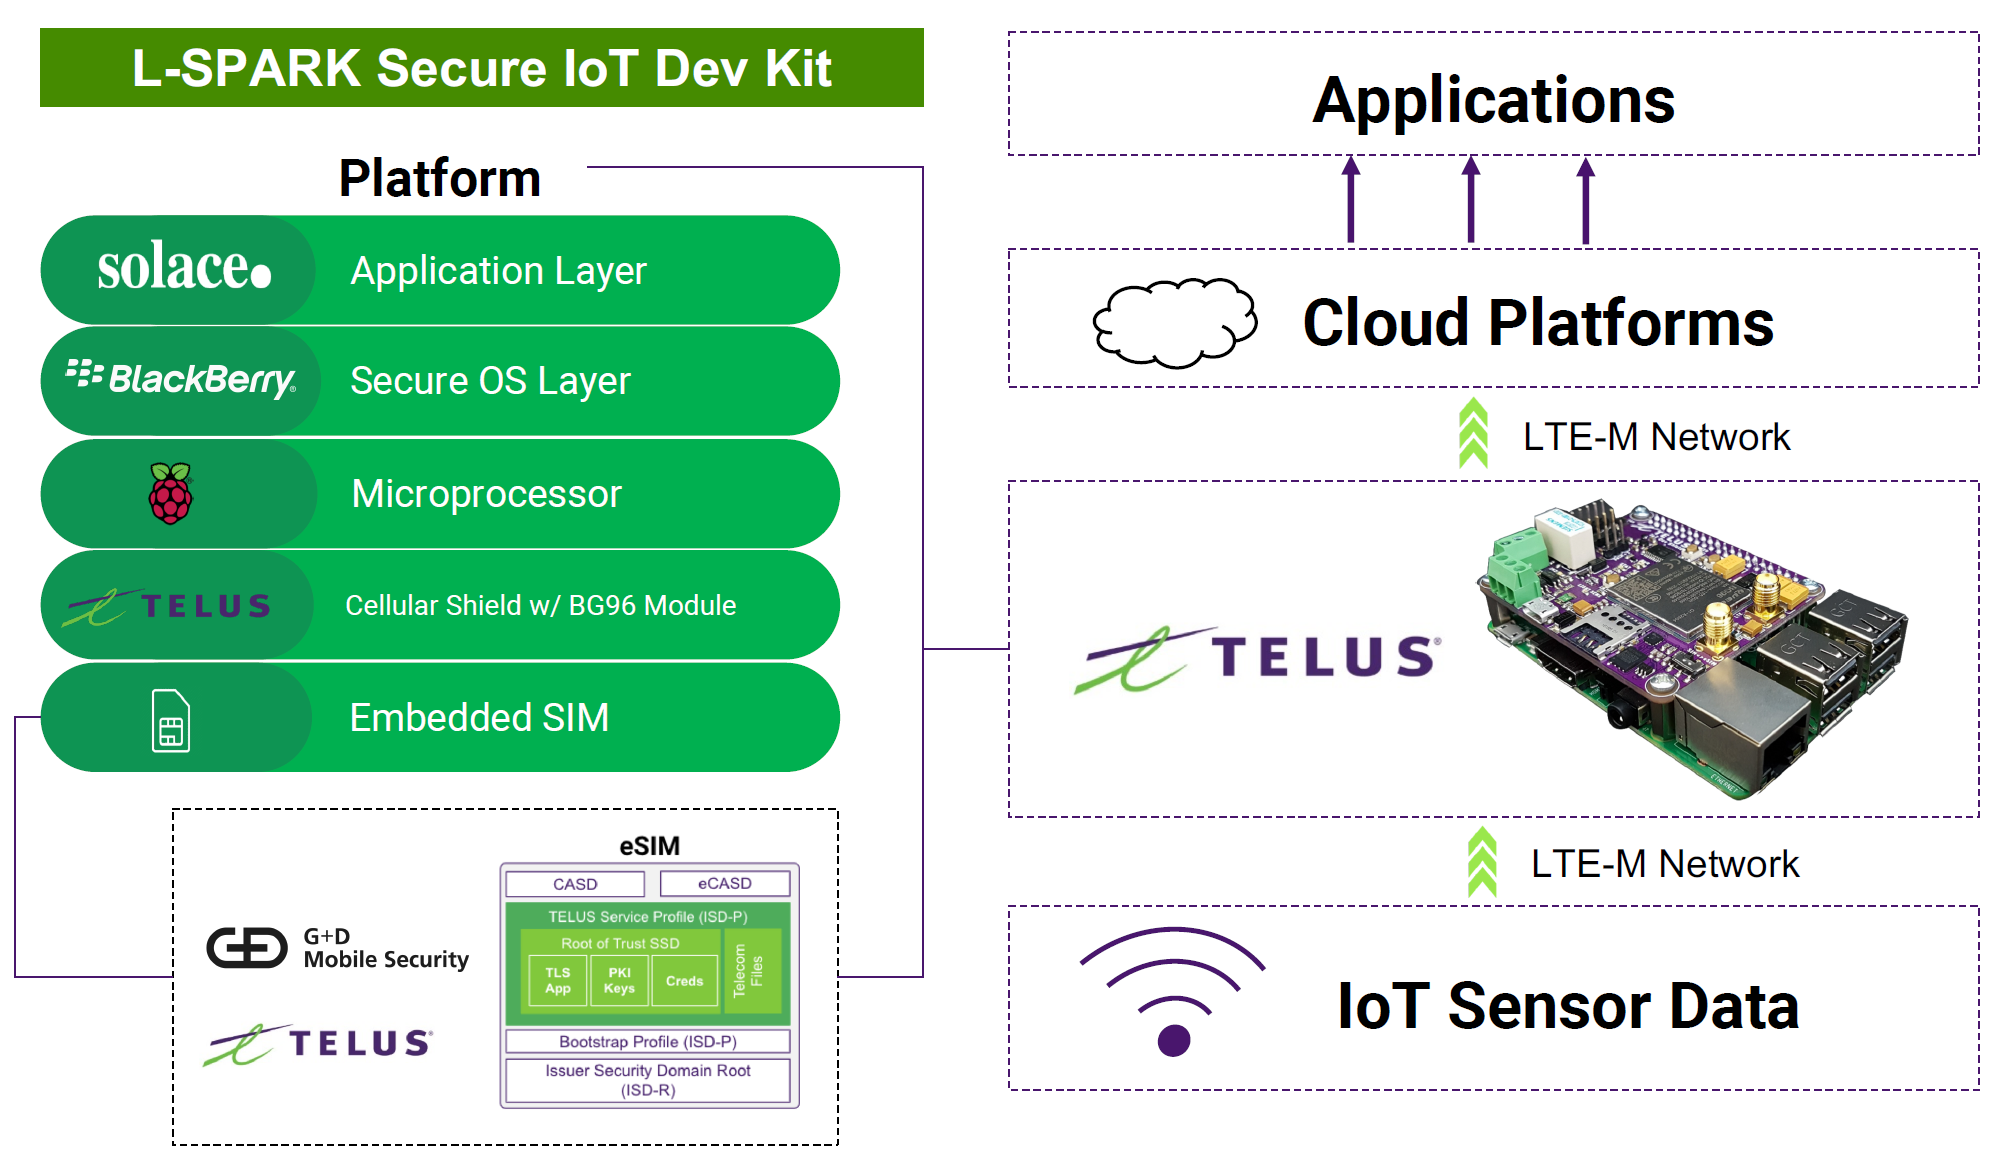 L-SPARK Secure IoT Dev Kit
Platform
solace.
Application Layer
BlackBerry®
Secure OS Layer
Microprocessor
TELUS
Cellular Shield w/ BG96 Module
Embedded SIM
eSIM
CASD
eCASD
TELUS Service Profile (ISD-P)
Root of Trust SSD
TLS
App
PKI
Keys
Creds
Telecom
Files
Bootstrap Profile (ISD-P)
Issuer Security Domain Root
(ISD-R)
G+D
Mobile Security
TELUS®
Applications
Cloud Platforms
LTE-M Network
TELUS®
GCT
GCT
ETHERNET
LTE-M Network
IoT Sensor Data